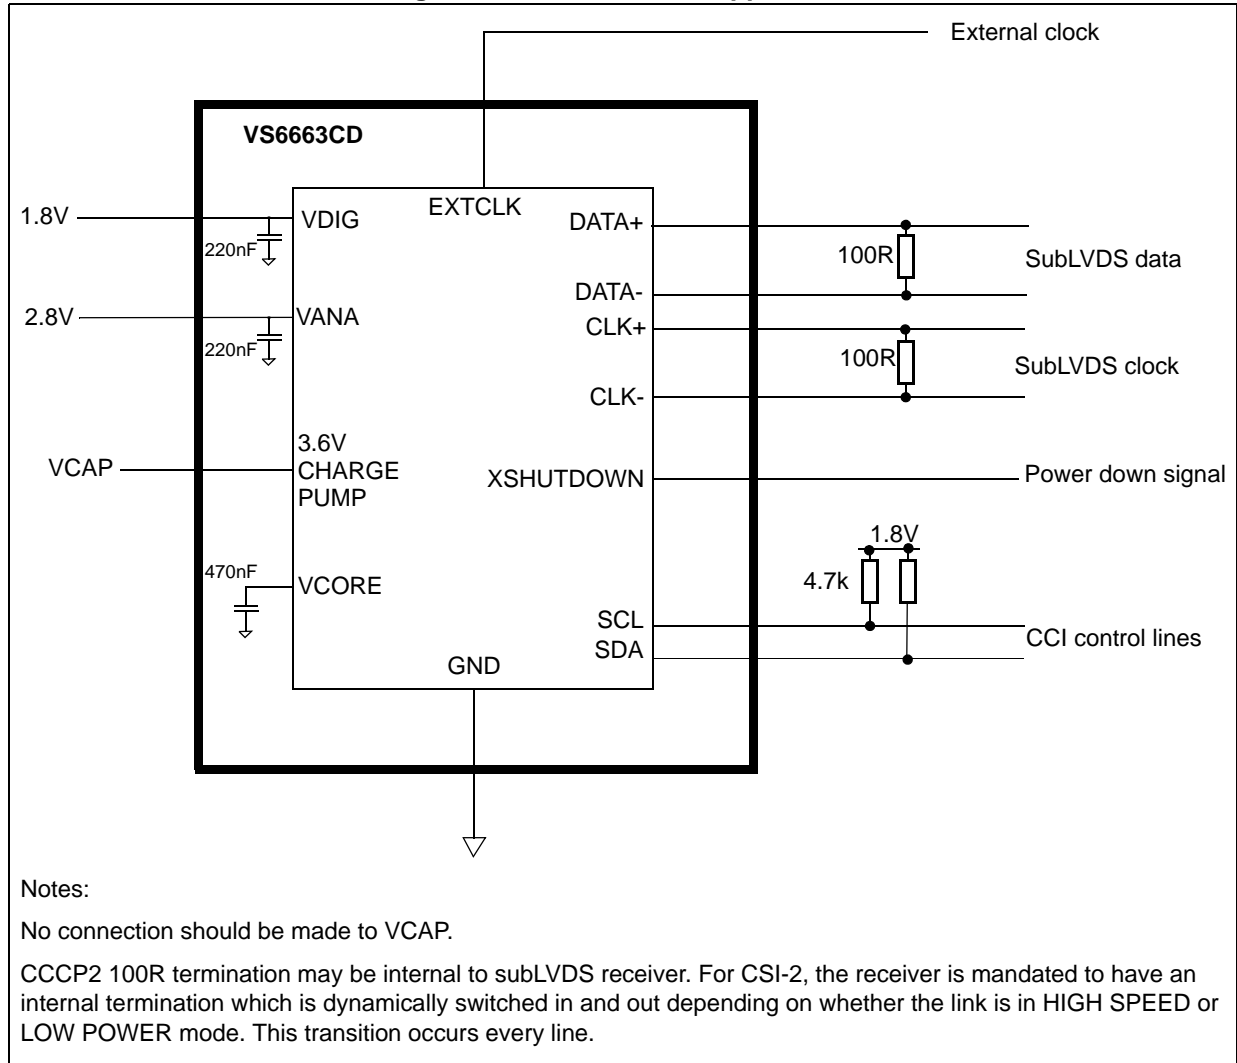 External clock
VS6663CD
1.8V
VDIG
EXTCLK
DATA+
220nF
100R
SubLVDS data
DATA-
2.8V
VANA
CLK+
220nF
100R
SubLVDS clock
CLK-
3.6V
VCAP
CHARGE
PUMP
XSHUTDOWN
Power down signal
1.8V
470nF
VCORE
4.7k
SCL
SDA
CCI control lines
GND
Notes:
No connection should be made to VCAP.
CCCP2 100R termination may be internal to subLVDS receiver. For CSI-2, the receiver is mandated to have an
internal termination which is dynamically switched in and out depending on whether the link is in HIGH SPEED or
LOW POWER mode. This transition occurs every line.